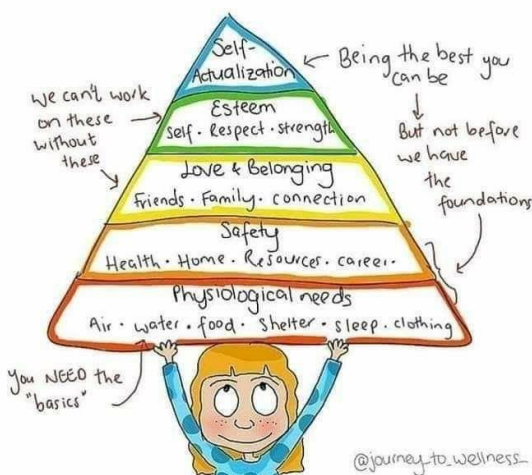 Self-
Actualization
Being the best you
can be
But not before
we have
the
foundations
we can't work
on these
without
these
Esteem
Self • Respect • strength
Love & Belonging
Friends • Family • connection
Safety
Health • Home • Resources • career •
Physiological needs
Air • water • food • Shelter • sleep • clothing
You NEED the
"basics"
@journey_to_wellness_